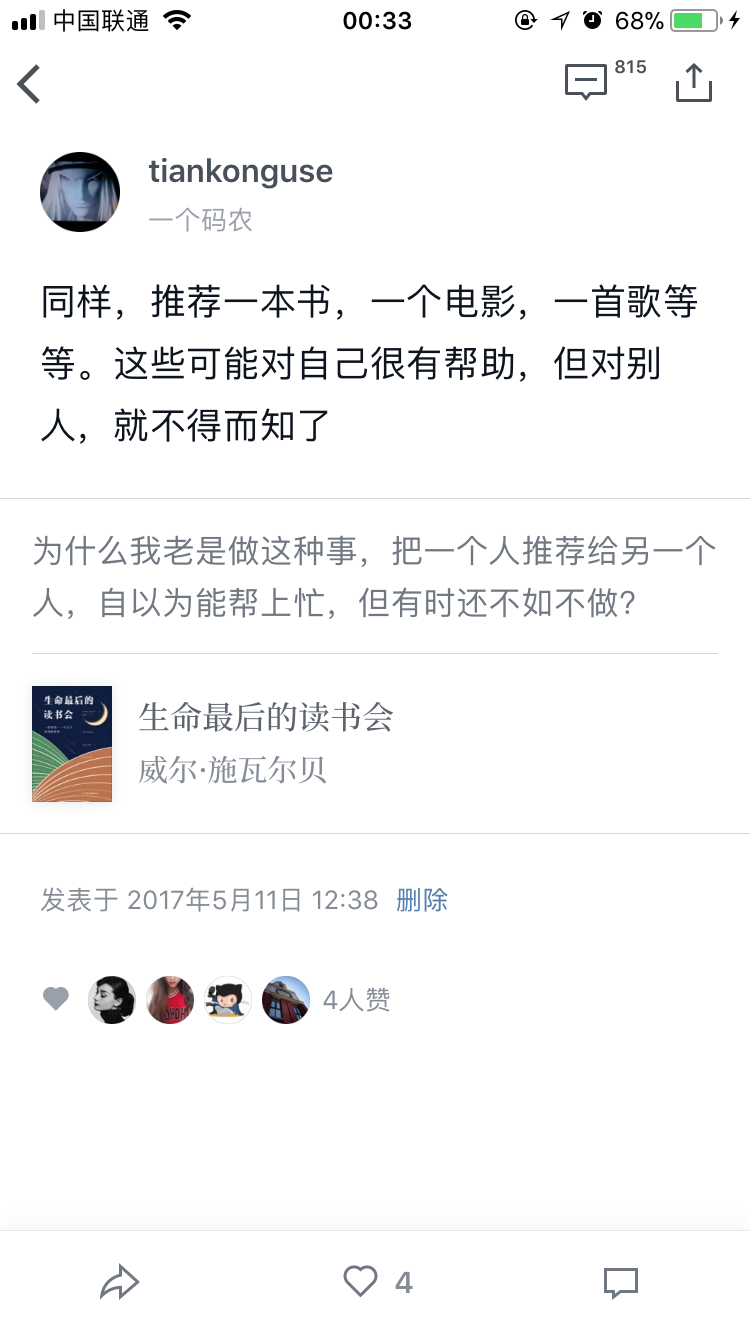 中国联通 00:33 68%
815
tiankonguse
一个码农
同样，推荐一本书，一个电影，一首歌等
等。这些可能对自己很有帮助，但对别
人，就不得而知了
为什么我老是做这种事，把一个人推荐给另一个
人，自以为能帮上忙，但有时还不如不做?
生命最后的
读书会
生命最后的读书会
威尔·施瓦尔贝
发表于 2017年5月11日 12:38 删除
4人赞
4